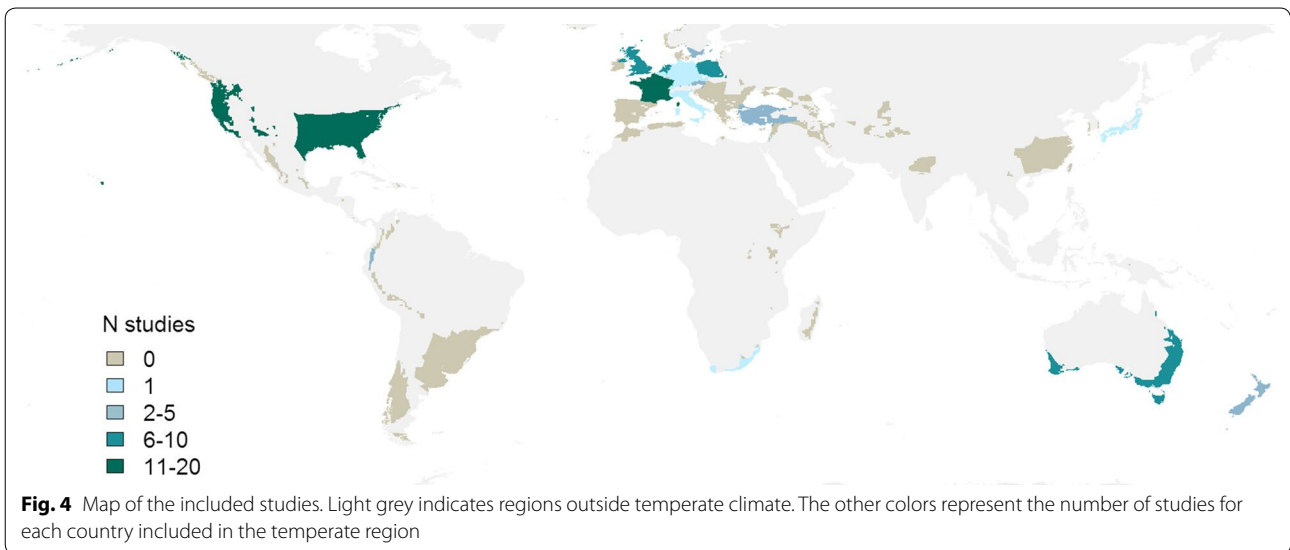 N studies
0
1
2-5
6-10
11-20
Fig. 4 Map of the included studies. Light grey indicates regions outside temperate climate. The other colors represent the number of studies for
each country included in the temperate region